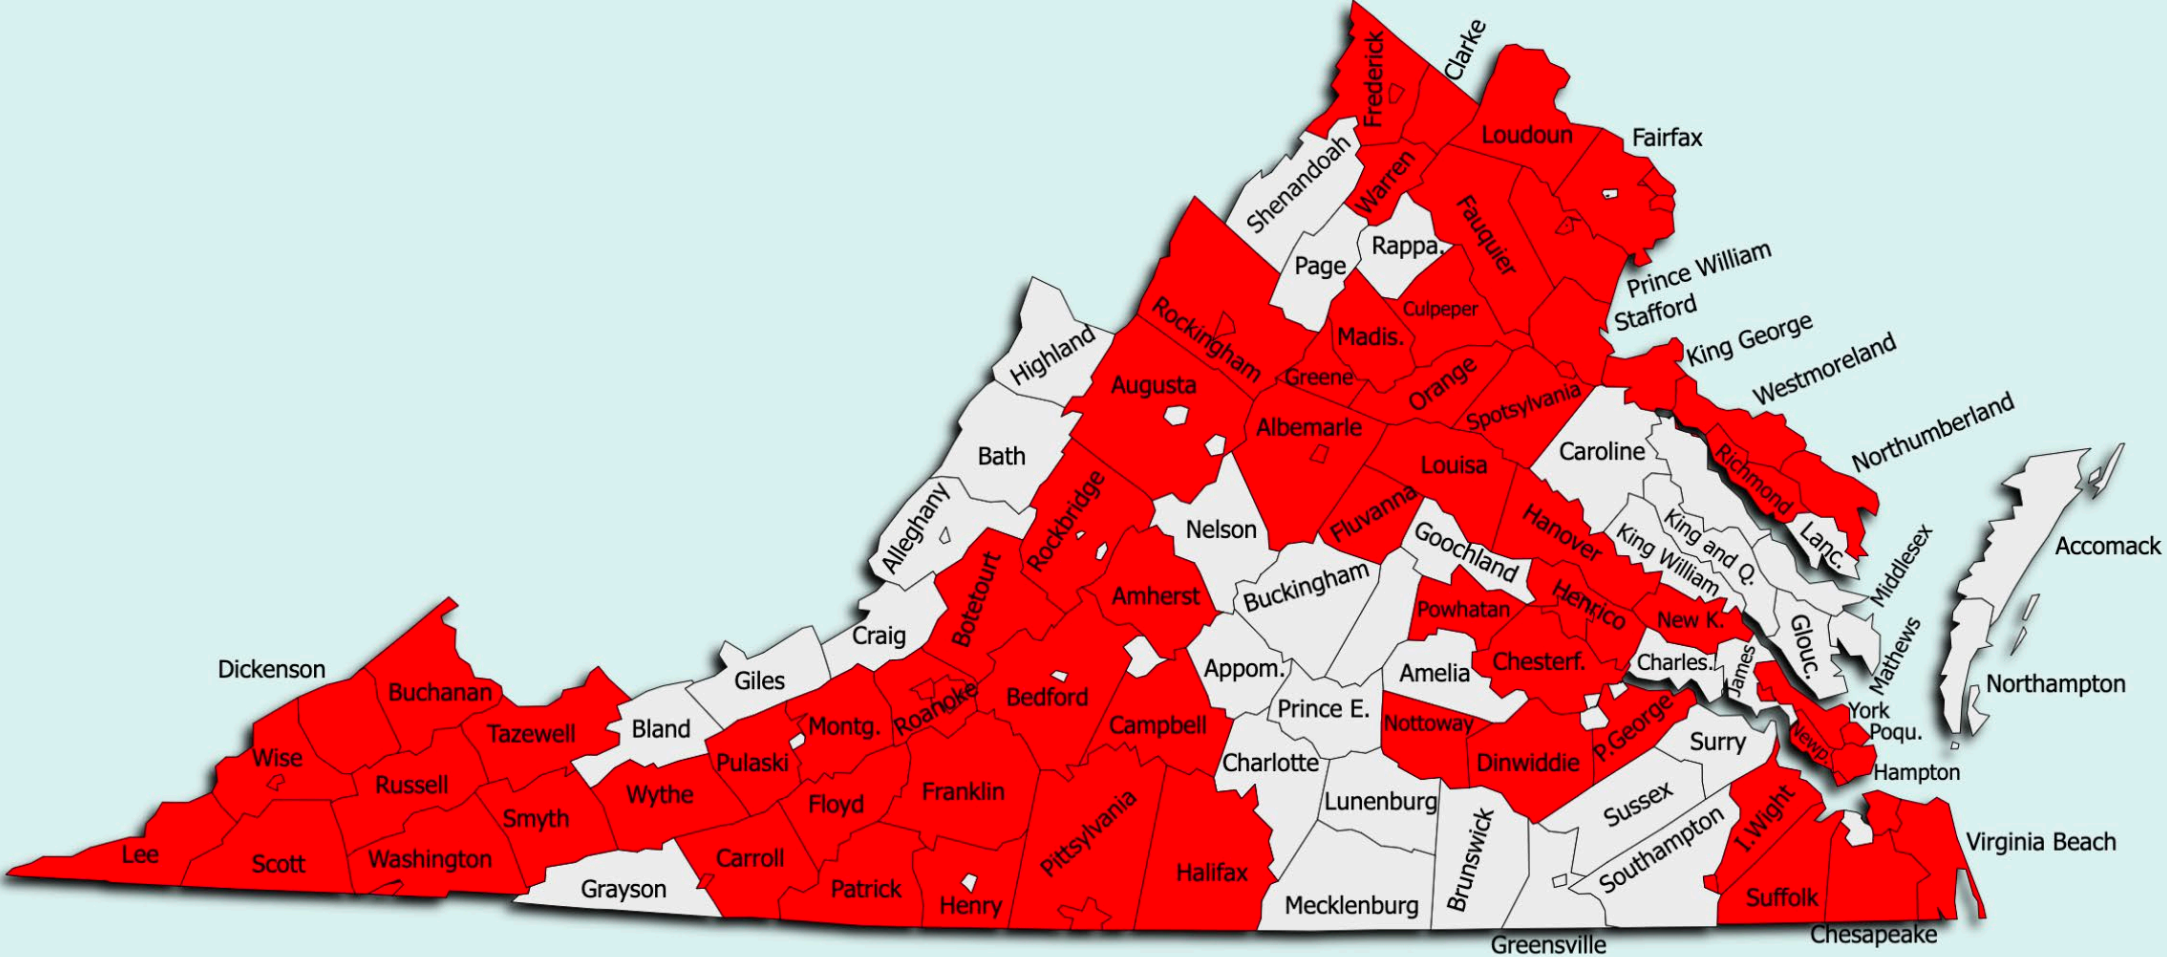 Clarke
Frederick
Loudoun
Fairfax
Shenandoah
Warren
Fauquier
Rappa.
Page
Prince William
Stafford
Culpeper
Madis.
King George
Rockingham
Highland
Westmoreland
Greene
Orange
Augusta
Spotsylvania
Northumberland
Albemarle
Caroline
Bath
Louisa
Richmond
Rockbridge
Fluvanna
Alleghany
Nelson
Hanover
Goochland
King and Q.
Lanc.
Accomack
King William
Middlesex
Buckingham
Amherst
Botetourt
Powhatan
Henrico
New K.
Craig
Glouc.
Mathews
Dickenson
Chesterf.
Charles.
James
Appom.
Amelia
Giles
Northampton
Buchanan
Bedford
Roanoke
Prince E.
York
Montg.
Bland
Campbell
Nottoway
P.George
Poqu.
Tazewell
Newp.
Surry
Wise
Pulaski
Charlotte
Dinwiddie
Hampton
Russell
Wythe
Franklin
Lunenburg
Sussex
Floyd
Smyth
I.Wight
Pittsylvania
Virginia Beach
Brunswick
Southampton
Lee
Scott
Washington
Carroll
Halifax
Grayson
Patrick
Suffolk
Henry
Mecklenburg
Chesapeake
Greensville